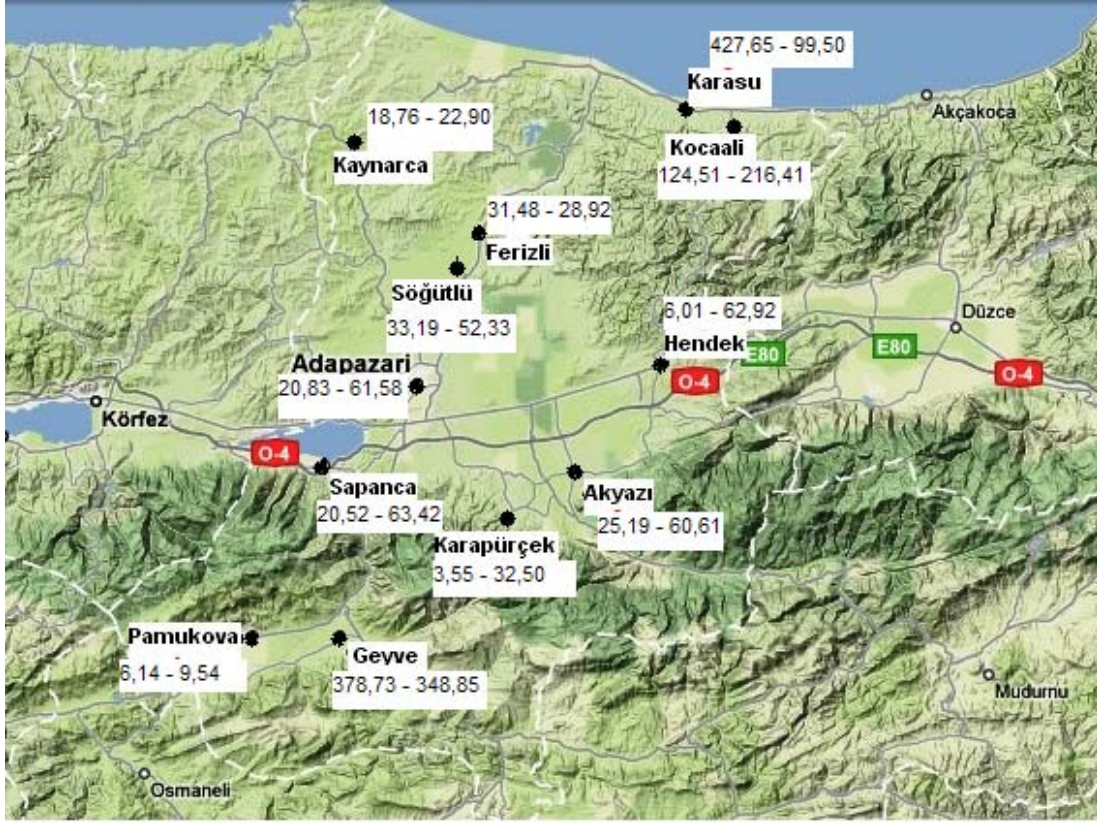 427,65 - 99,50
Karasu
Akçakoca
18,76 - 22,90
Kaynarca
Kocaali
124,51 - 216,41
31,48 - 28,92
Ferizli
Söğütlü
33,19 - 52,33
6,01 - 62,92
Düzce
Hendek
E80
E80
Adapazari
20,83 - 61,58
O-4
O-4
Körfez
O-4
Sapanca
20,52 - 63,42
Akyazı
25,19 - 60,61
Karapürçek
3,55 - 32,50
Pamukova
6,14 - 9,54
Geyve
378,73 - 348,85
Mudurnu
Osmaneli